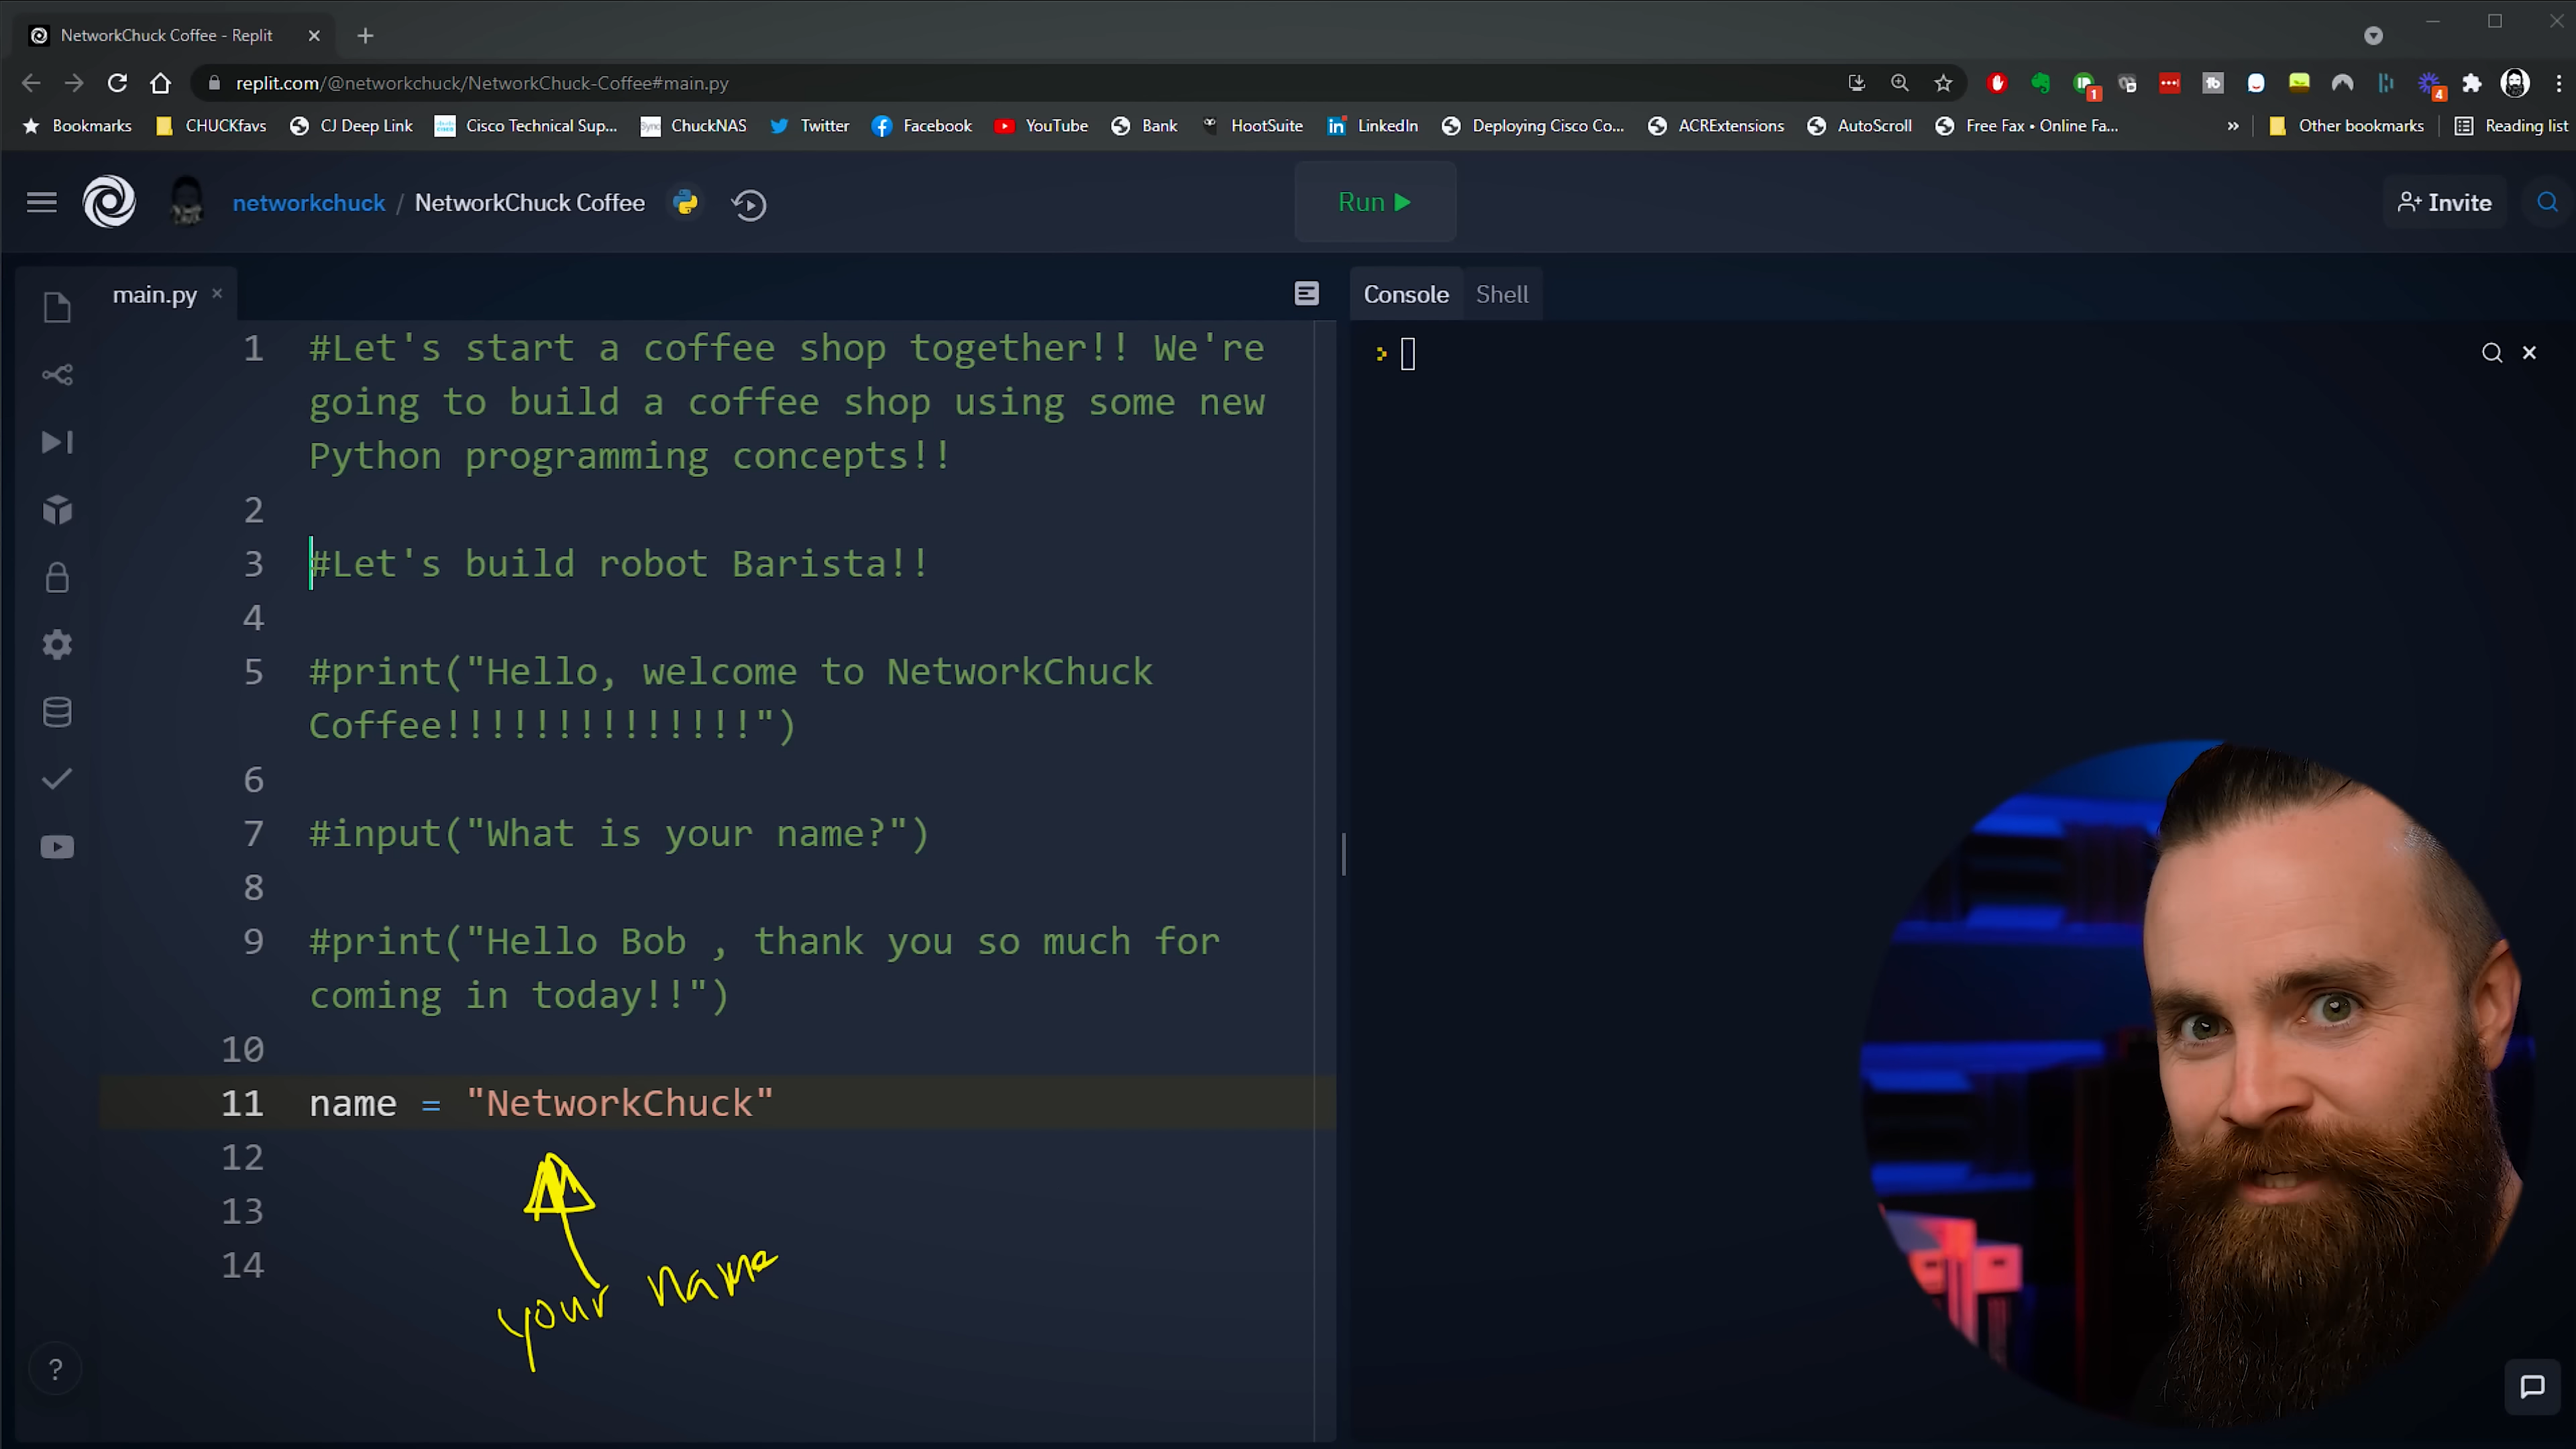 NetworkChuck Coffee - Replit
replit.com/@networkchuck/NetworkChuck-Coffee#main.py
1
4
Bookmarks CHUCKfavs CJ Deep Link Cisco Technical Sup... ChuckNAS Twitter Facebook YouTube Bank HootSuite LinkedIn Deploying Cisco Co... ACRExtensions AutoScroll Free Fax • Online Fa... » Other bookmarks Reading list
networkchuck / NetworkChuck Coffee
Run
Invite
main.py
Console Shell
1 #Let's start a coffee shop together!! We're
going to build a coffee shop using some new
Python programming concepts!!
2
3 #Let's build robot Barista!!
4
5 #print("Hello, welcome to NetworkChuck
Coffee!!!!!!!!!!!!!!")
6
7 #input("What is your name?")
8
9 #print("Hello Bob , thank you so much for
coming in today!!")
10
11 name = "NetworkChuck"
12
13
14
your name
?